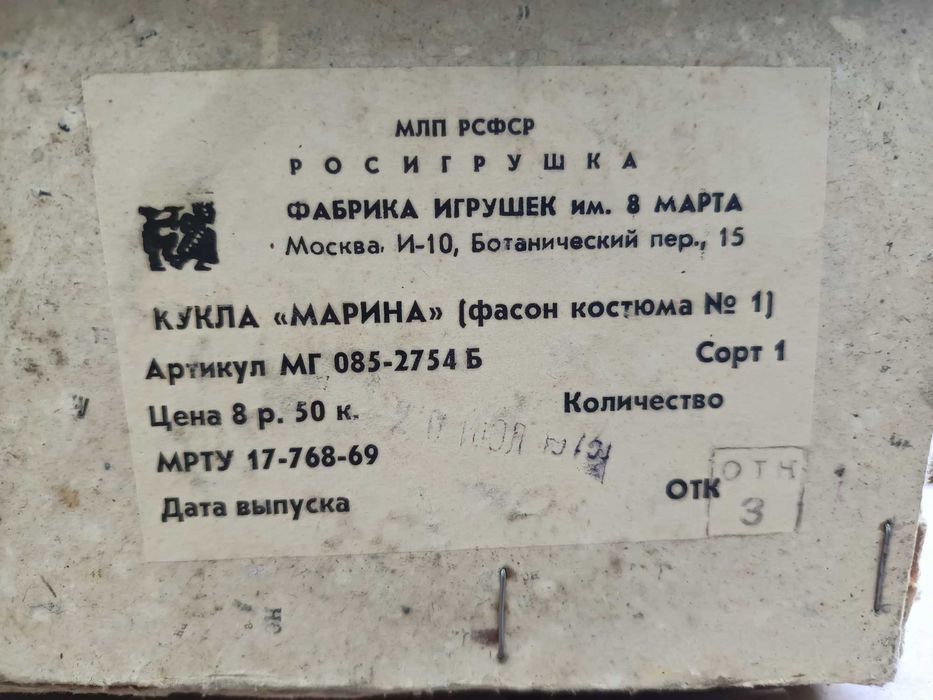 МЛП РСФСР
РОСИГРУШКА
ФАБРИКА ИГРУШЕК им. 8 МАРТА
Москва, И-10, Ботанический пер., 15
КУКЛА «МАРИНА» (фасон костюма № 1)
Артикул МГ 085-2754 Б Сорт 1
Цена 8 р. 50 к. Количество
МРТУ 17-768-69
Дата выпуска ОТК
ОТК
3